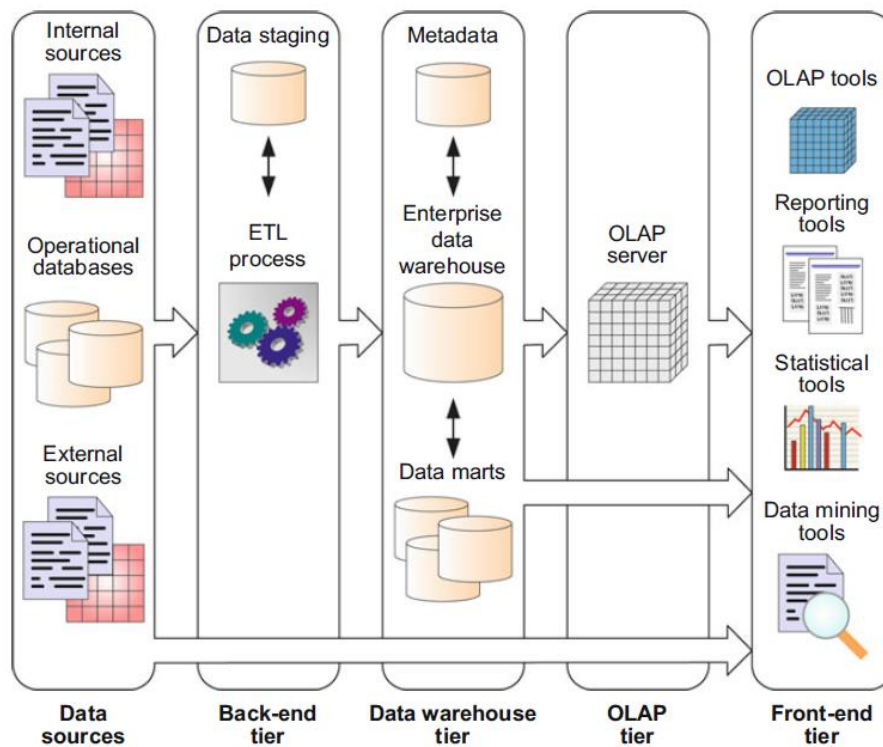 Internal
sources
Operational
databases
External
sources
Data
sources
Data staging
ETL
process
Back-end
tier
Metadata
Enterprise
data
warehouse
Data marts
Data warehouse
tier
OLAP
server
OLAP
tier
OLAP tools
Reporting
tools
Statistical
tools
Data mining
tools
Front-end
tier